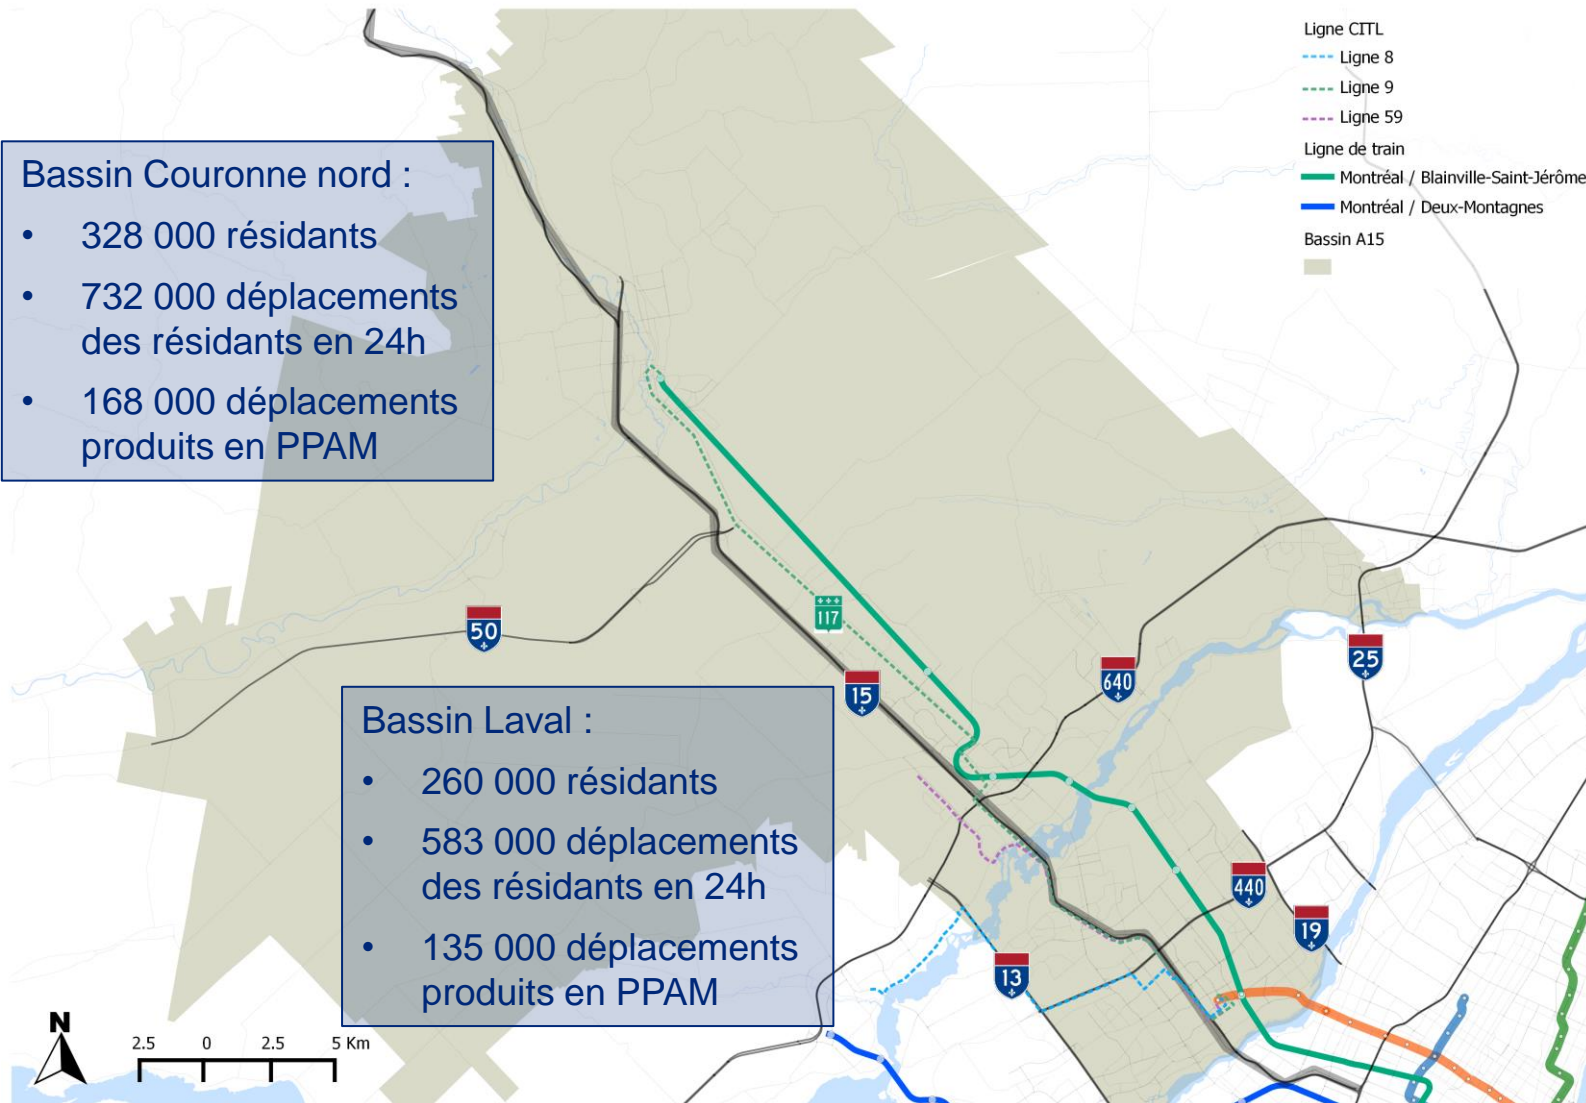 Ligne CITL
Ligne 8
Ligne 9
Ligne 59
Ligne de train
Montréal / Blainville-Saint-Jérôme
Montréal / Deux-Montagnes
Bassin A15
Bassin Couronne nord :
• 328 000 résidants
• 732 000 déplacements
des résidants en 24h
• 168 000 déplacements
produits en PPAM
117
50
15
640
25
Bassin Laval :
• 260 000 résidants
• 583 000 déplacements
des résidants en 24h
• 135 000 déplacements
produits en PPAM
440
19
13
N
2.5 0 2.5 5 Km